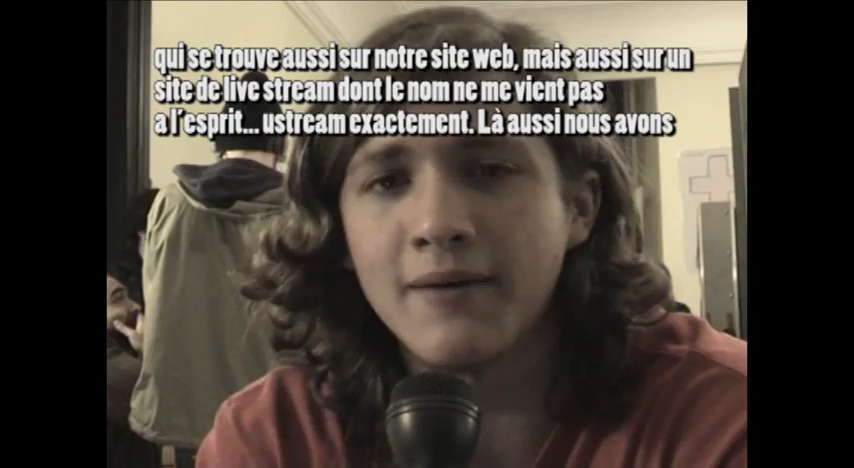 qui se trouve aussi sur notre site web, mais aussi sur un
site de live stream dont le nom ne me vient pas
a l'esprit... ustream exactement. Là aussi nous avons